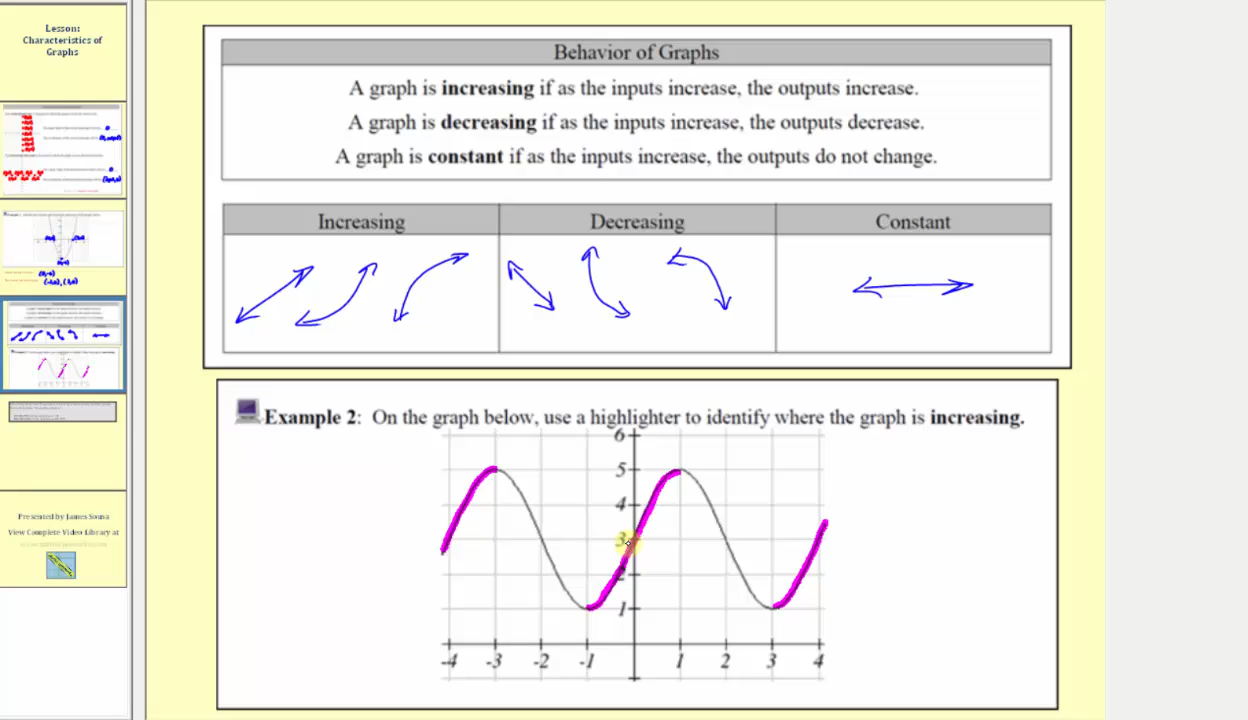 Lesson:
Characteristics of
Graphs
Presented by James Sousa
View Complete Video Library at
Behavior of Graphs
A graph is increasing if as the inputs increase, the outputs increase.
A graph is decreasing if as the inputs increase, the outputs decrease.
A graph is constant if as the inputs increase, the outputs do not change.
Increasing Decreasing Constant
Example 2: On the graph below, use a highlighter to identify where the graph is increasing.
6
5
4
3
2
1
-4 -3 -2 -1 1 2 3 4